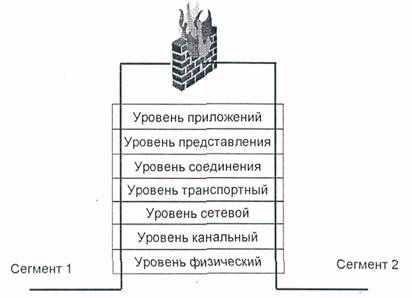 Уровень приложений
Уровень представления
Уровень соединения
Уровень транспортный
Уровень сетевой
Уровень канальный
Уровень физический
Сегмент 1
Сегмент 2